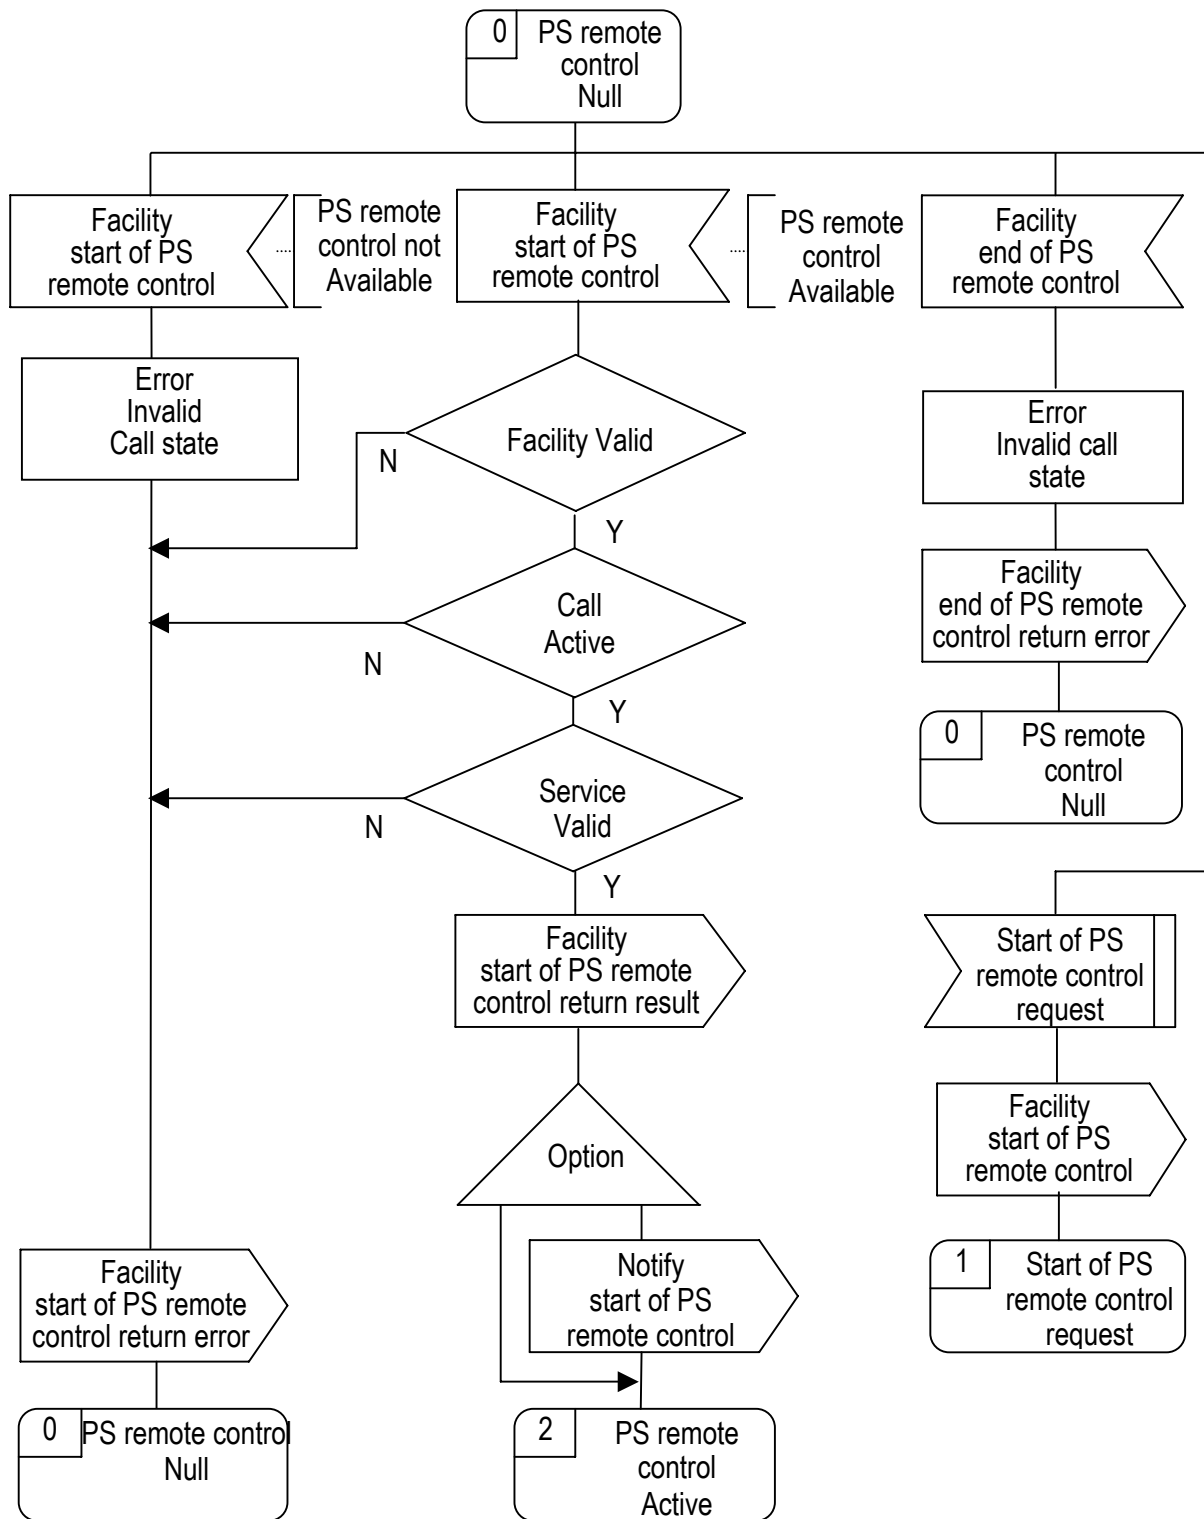 0
PS remote
control
Null
Facility
start of PS
remote control
PS remote
control not
Available
Facility
start of PS
remote control
PS remote
control
Available
Facility
end of PS
remote control
Error
Invalid
Call state
Facility Valid
N
Y
Error
Invalid call
state
Call
Active
N
Y
Facility
end of PS remote
control return error
Service
Valid
N
Y
0
PS remote
control
Null
Facility
start of PS remote
control return result
Start of PS
remote control
request
Option
Facility
start of PS
remote control
Facility
start of PS remote
control return error
Notify
start of PS
remote control
1
Start of PS
remote control
request
0
PS remote control
Null
2
PS remote
control
Active